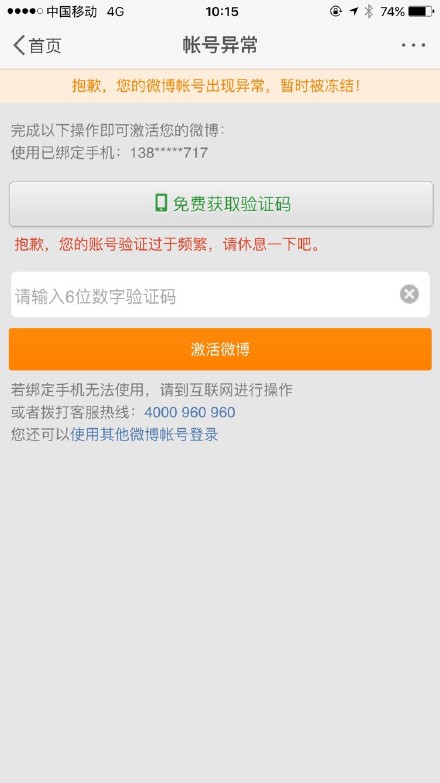 中国移动 4G 10:15 74%
首页 帐号异常
抱歉，您的微博帐号出现异常，暂时被冻结！
完成以下操作即可激活您的微博：
使用已绑定手机：138*****717
免费获取验证码
抱歉，您的账号验证过于频繁，请休息一下吧。
请输入6位数字验证码
激活微博
若绑定手机无法使用，请到互联网进行操作
或者拨打客服热线：4000 960 960
您还可以使用其他微博帐号登录